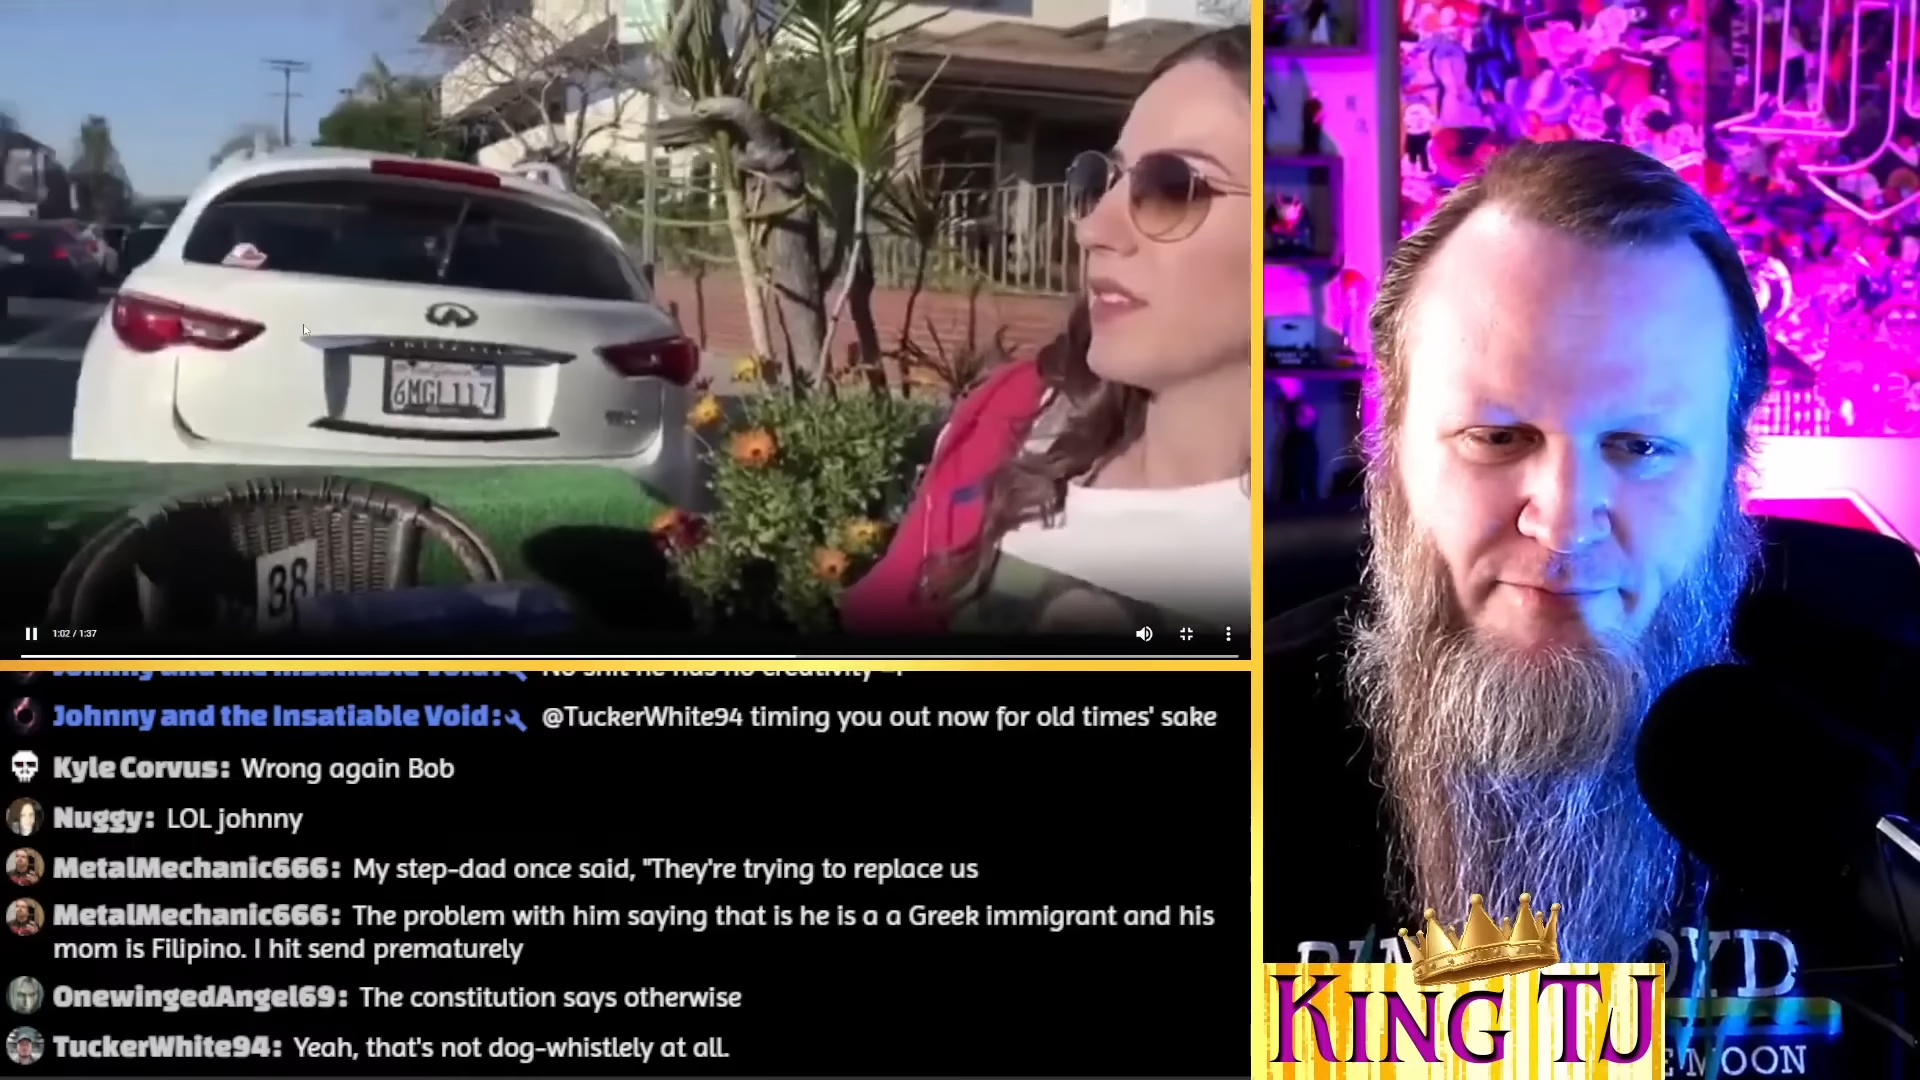 6MGL117
88
1:02 / 1:37
@TuckerWhite94 timing you out now for old times' sake
Johnny and the Insatiable Void:
Kyle Corvus: Wrong again Bob
Nuggy: LOL johnny
MetalMechanic666: My step-dad once said, "They're trying to replace us
MetalMechanic666: The problem with him saying that is he is a a Greek immigrant and his
mom is Filipino. I hit send prematurely
OnewingedAngel69: The constitution says otherwise
TuckerWhite94: Yeah, that's not dog-whistlely at all.
KING TJ
MOON